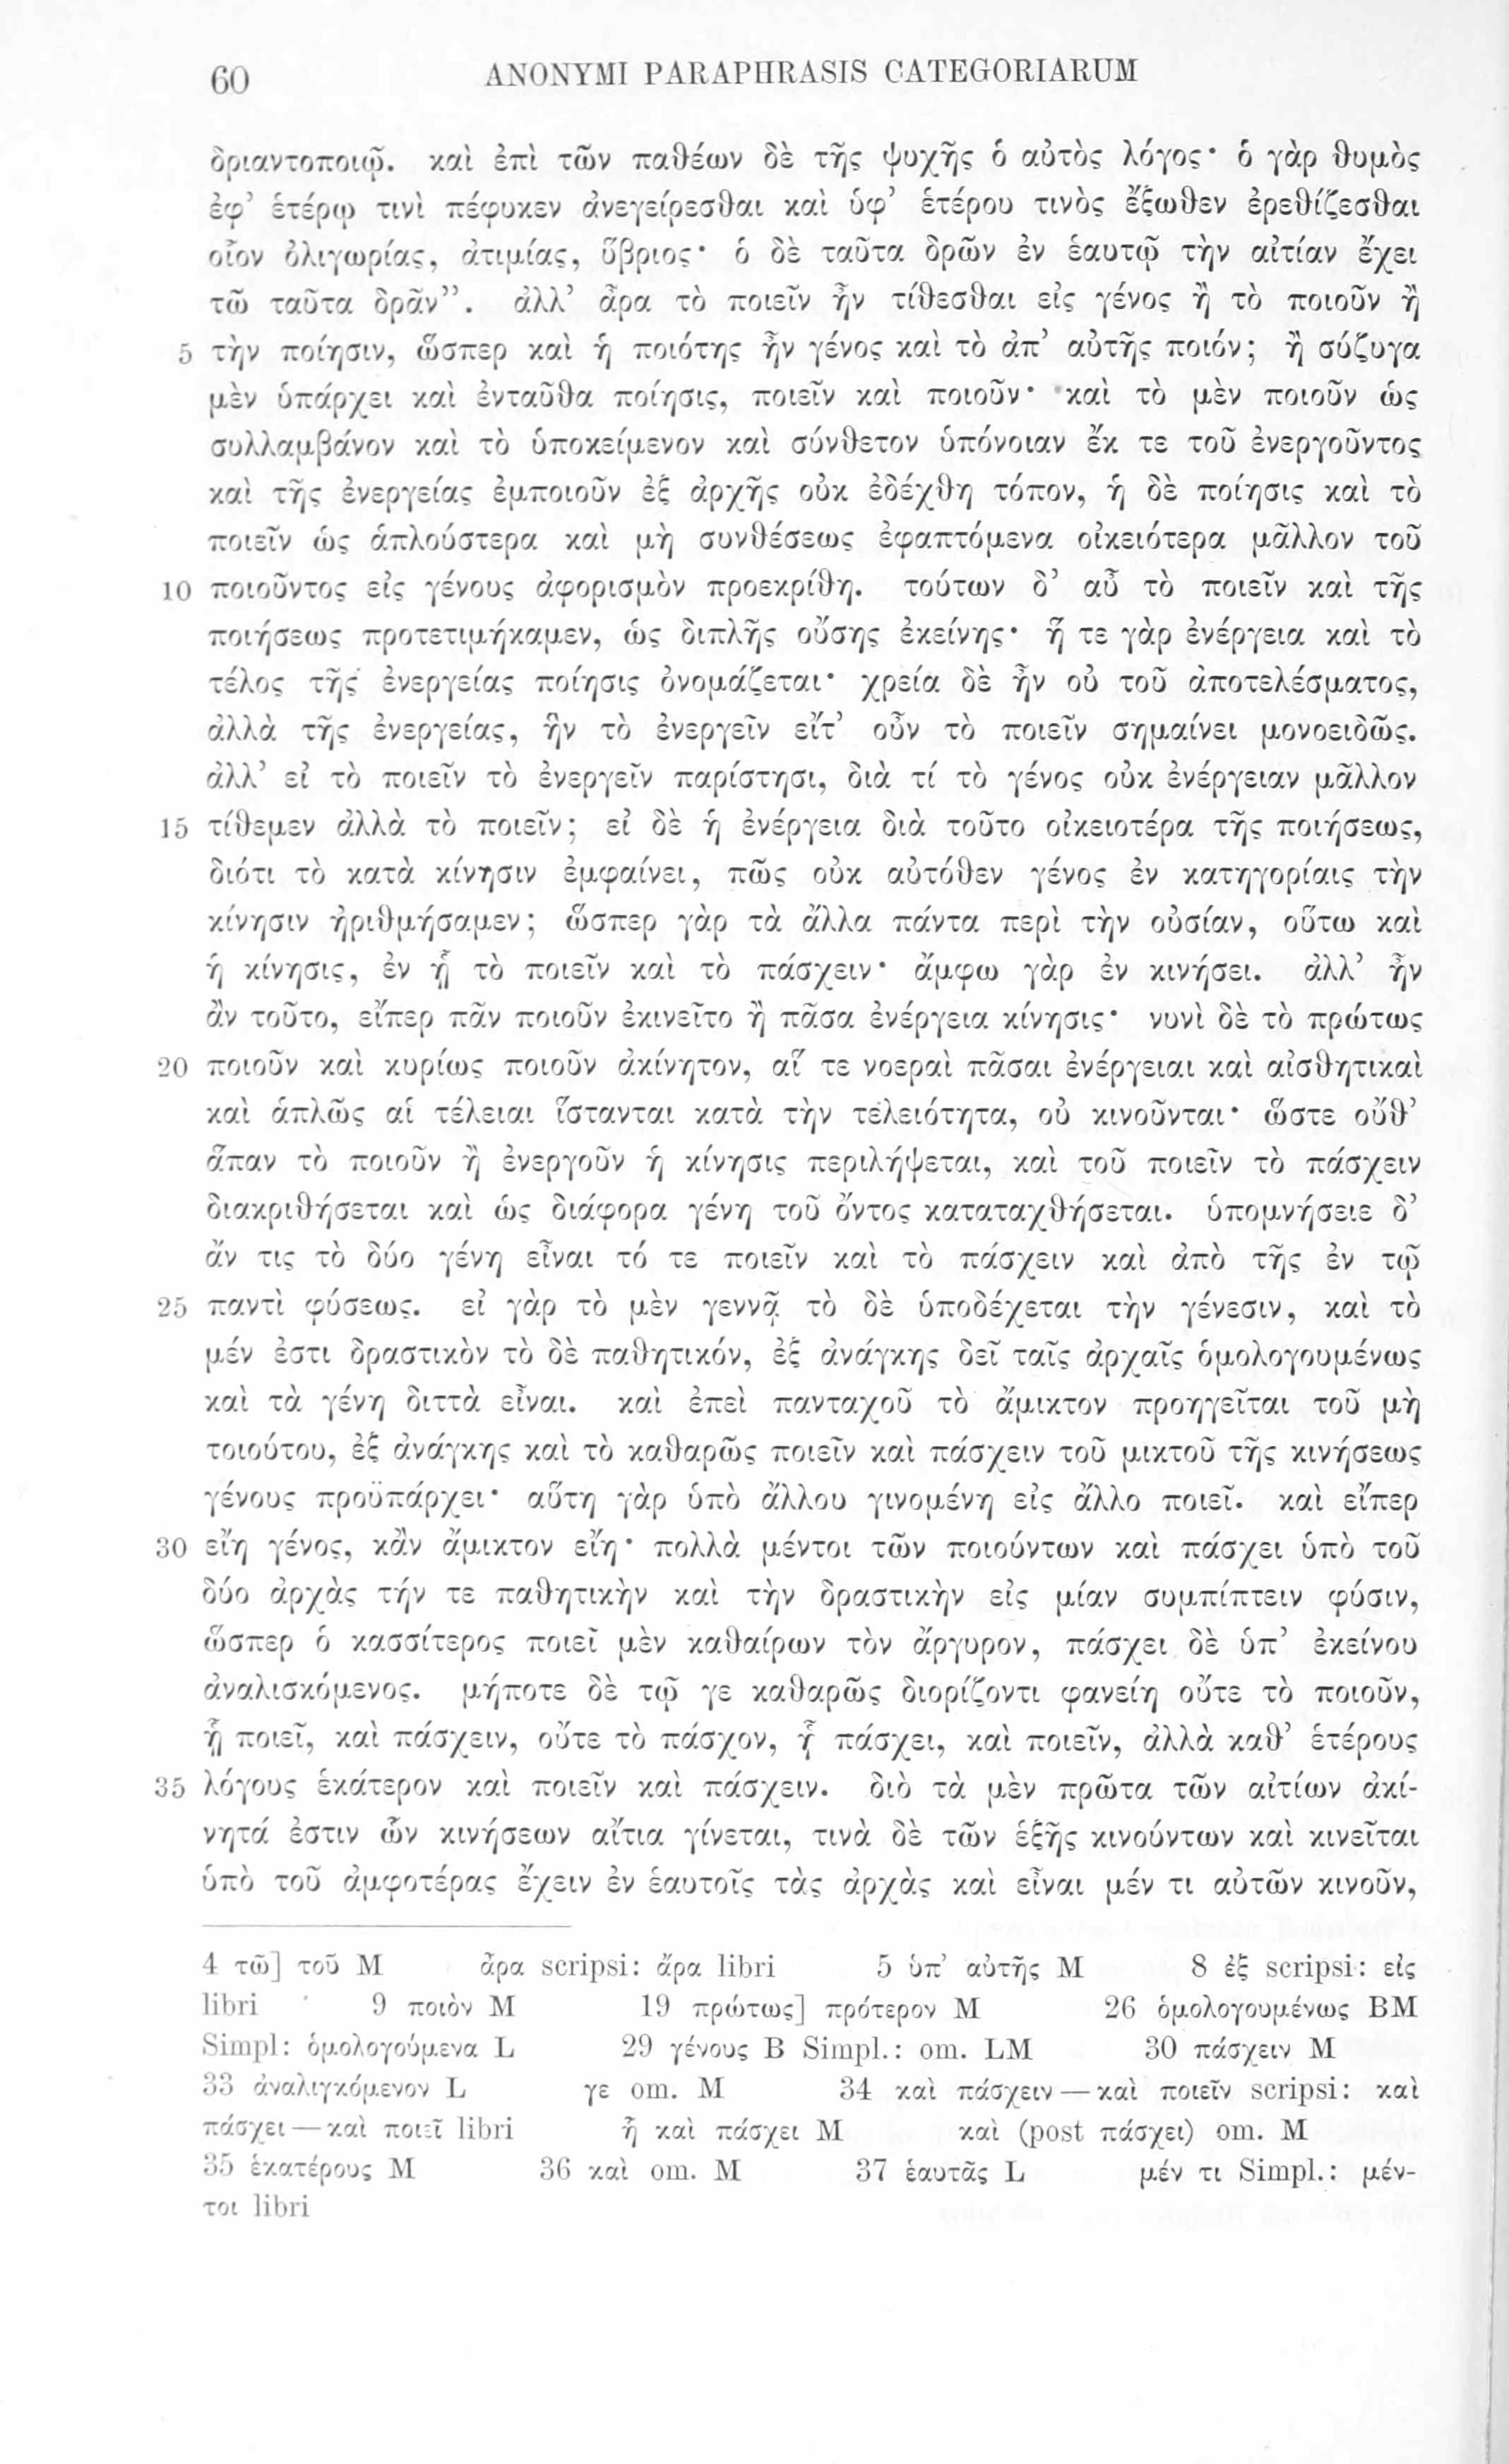 60 ANONYMI PARAPHRASIS CATEGORIARUM
δριαντοποιῷ. καὶ ἐπὶ τῶν παθέων δὲ τῆς ψυχῆς ὁ αὐτὸς λόγος· ὁ γὰρ θυμὸς
ἐφ’ ἑτέρῳ τινὶ πέφυκεν ἀνεγείρεσθαι καὶ ὑφ’ ἑτέρου τινὸς ἔξωθεν ἐρεθίζεσθαι
οἷον ὀλιγωρίας, ἀτιμίας, ὕβριος· ὁ δὲ ταῦτα δρῶν ἐν ἑαυτῷ τὴν αἰτίαν ἔχει
τῶ ταῦτα δρᾶν”. ἀλλ’ ἆρα τὸ ποιεῖν ἦν τίθεσθαι εἰς γένος ἢ τὸ ποιοῦν ἢ
5 τὴν ποίησιν, ὥσπερ καὶ ἡ ποιότης ἦν γένος καὶ τὸ ἀπ’ αὐτῆς ποιόν; ἢ σύζυγα
μὲν ὑπάρχει καὶ ἐνταῦθα ποίησις, ποιεῖν καὶ ποιοῦν· καὶ τὸ μὲν ποιοῦν ὡς
συλλαμβάνον καὶ τὸ ὑποκείμενον καὶ σύνθετον ὑπόνοιαν ἔκ τε τοῦ ἐνεργοῦντος
καὶ τῆς ἐνεργείας ἐμποιοῦν ἐξ ἀρχῆς οὐκ ἐδέχθη τόπον, ἡ δὲ ποίησις καὶ τὸ
ποιεῖν ὡς ἁπλούστερα καὶ μὴ συνθέσεως ἐφαπτόμενα οἰκειότερα μᾶλλον τοῦ
10 ποιοῦντος εἰς γένους ἀφορισμὸν προεκρίθη. τούτων δ’ αὖ τὸ ποιεῖν καὶ τῆς
ποιήσεως προτετιμήκαμεν, ὡς διπλῆς οὔσης ἐκείνης· ἥ τε γὰρ ἐνέργεια καὶ τὸ
τέλος τῆς ἐνεργείας ποίησις ὀνομάζεται· χρεία δὲ ἦν οὐ τοῦ ἀποτελέσματος,
ἀλλὰ τῆς ἐνεργείας, ἣν τὸ ἐνεργεῖν εἴτ’ οὖν τὸ ποιεῖν σημαίνει μονοειδῶς.
ἀλλ’ εἰ τὸ ποιεῖν τὸ ἐνεργεῖν παρίστησι, διὰ τί τὸ γένος οὐκ ἐνέργειαν μᾶλλον
15 τίθεμεν ἀλλὰ τὸ ποιεῖν; εἰ δὲ ἡ ἐνέργεια διὰ τοῦτο οἰκειοτέρα τῆς ποιήσεως,
διότι τὸ κατὰ κίνησιν ἐμφαίνει, πῶς οὐκ αὐτόθεν γένος ἐν κατηγορίαις τὴν
κίνησιν ἠριθμήσαμεν; ὥσπερ γὰρ τὰ ἄλλα πάντα περὶ τὴν οὐσίαν, οὕτω καὶ
ἡ κίνησις, ἐν ᾗ τὸ ποιεῖν καὶ τὸ πάσχειν· ἄμφω γὰρ ἐν κινήσει. ἀλλ’ ἦν
ἂν τοῦτο, εἴπερ πᾶν ποιοῦν ἐκινεῖτο ἢ πᾶσα ἐνέργεια κίνησις· νυνὶ δὲ τὸ πρώτως
20 ποιοῦν καὶ κυρίως ποιοῦν ἀκίνητον, αἵ τε νοεραὶ πᾶσαι ἐνέργειαι καὶ αἰσθητικαὶ
καὶ ἁπλῶς αἱ τέλειαι ἵστανται κατὰ τὴν τελειότητα, οὐ κινοῦνται· ὥστε οὔθ’
ἅπαν τὸ ποιοῦν ἢ ἐνεργοῦν ἡ κίνησις περιλήψεται, καὶ τοῦ ποιεῖν τὸ πάσχειν
διακριθήσεται καὶ ὡς διάφορα γένη τοῦ ὄντος καταταχθήσεται. ὑπομνήσειε δ’
ἄν τις τὸ δύο γένη εἶναι τό τε ποιεῖν καὶ τὸ πάσχειν καὶ ἀπὸ τῆς ἐν τῷ
25 παντὶ φύσεως. εἰ γὰρ τὸ μὲν γεννᾷ τὸ δὲ ὑποδέχεται τὴν γένεσιν, καὶ τὸ
μέν ἐστι δραστικὸν τὸ δὲ παθητικόν, ἐξ ἀνάγκης δεῖ ταῖς ἀρχαῖς ὁμολογουμένως
καὶ τὰ γένη διττὰ εἶναι. καὶ ἐπεὶ πανταχοῦ τὸ ἄμικτον προηγεῖται τοῦ μὴ
τοιούτου, ἐξ ἀνάγκης καὶ τὸ καθαρῶς ποιεῖν καὶ πάσχειν τοῦ μικτοῦ τῆς κινήσεως
γένους προϋπάρχει· αὕτη γὰρ ὑπὸ ἄλλου γινομένη εἰς ἄλλο ποιεῖ. καὶ εἴπερ
30 εἴη γένος, κἂν ἄμικτον εἴη· πολλὰ μέντοι τῶν ποιούντων καὶ πάσχει ὑπὸ τοῦ
δύο ἀρχὰς τήν τε παθητικὴν καὶ τὴν δραστικὴν εἰς μίαν συμπίπτειν φύσιν,
ὥσπερ ὁ κασσίτερος ποιεῖ μὲν καθαίρων τὸν ἄργυρον, πάσχει δὲ ὑπ’ ἐκείνου
ἀναλισκόμενος. μήποτε δὲ τῷ γε καθαρῶς διορίζοντι φανείη οὔτε τὸ ποιοῦν,
ᾗ ποιεῖ, καὶ πάσχειν, οὔτε τὸ πάσχον, ᾗ πάσχει, καὶ ποιεῖν, ἀλλὰ καθ’ ἑτέρους
35 λόγους ἑκάτερον καὶ ποιεῖν καὶ πάσχειν. διὸ τὰ μὲν πρῶτα τῶν αἰτίων ἀκί-
νητά ἐστιν ὧν κινήσεων αἴτια γίνεται, τινὰ δὲ τῶν ἑξῆς κινούντων καὶ κινεῖται
ὑπὸ τοῦ ἀμφοτέρας ἔχειν ἐν ἑαυτοῖς τὰς ἀρχὰς καὶ εἶναι μέν τι αὐτῶν κινοῦν,
4 τῶ] τοῦ M ἆρα scripsi: ἄρα libri 5 ὑπ’ αὐτῆς M 8 ἐξ scripsi: εἰς
libri 9 ποιὸν M 19 πρώτως] πρότερον M 26 ὁμολογουμένως BM
Simpl: ὁμολογούμενα L 29 γένους B Simpl.: om. LM 30 πάσχειν M
33 ἀναλιγκόμενον L γε om. M 34 καὶ πάσχειν — καὶ ποιεῖν scripsi: καὶ
πάσχει — καὶ ποιεῖ libri ᾗ καὶ πάσχει M καὶ (post πάσχει) om. M
35 ἑκατέρους M 36 καὶ om. M 37 ἑαυτᾶς L μέν τι Simpl.: μέν-
τοι libri